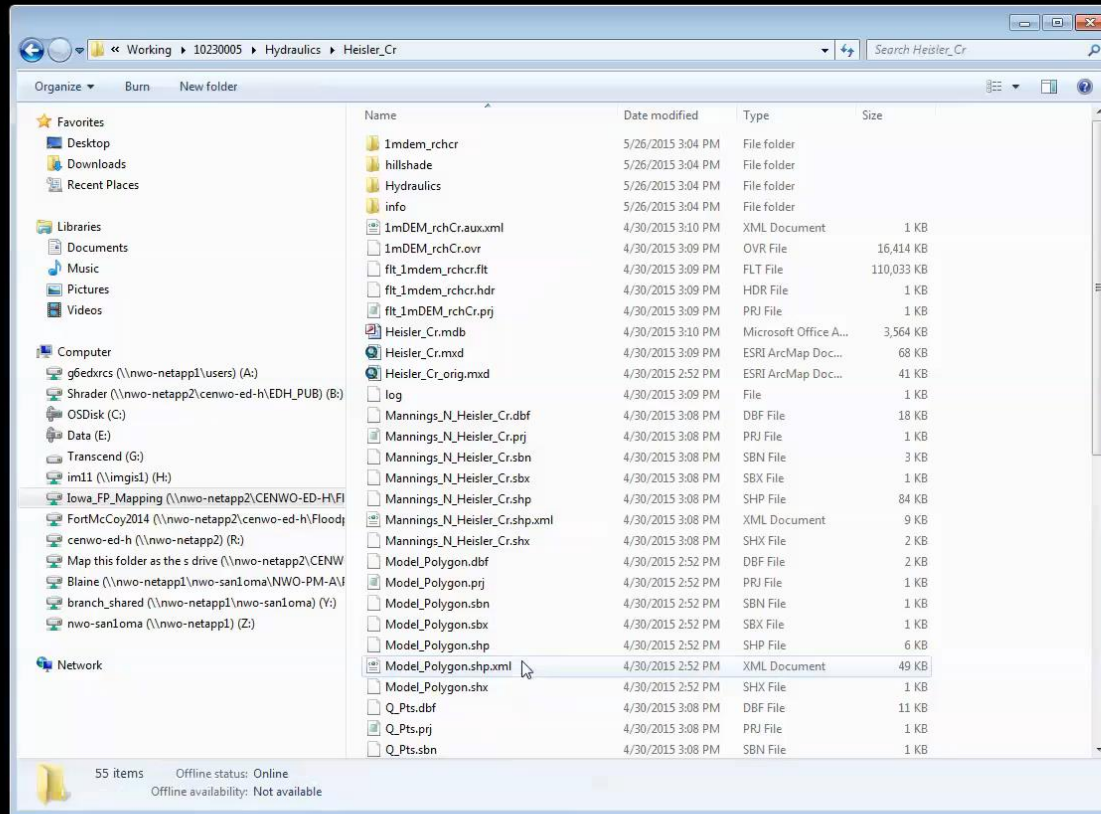 « Working ▸ 10230005 ▸ Hydraulics ▸ Heisler_Cr
Search Heisler_Cr
Organize ▾ Burn New folder
Favorites
Desktop
Downloads
Recent Places
Libraries
Documents
Music
Pictures
Videos
Computer
g6edxrcs (\\nwo-netapp1\users) (A:)
Shrader (\\nwo-netapp2\cenwo-ed-h\EDH_PUB) (B:)
OSDisk (C:)
Data (E:)
Transcend (G:)
im11 (\\imgis1) (H:)
Iowa_FP_Mapping (\\nwo-netapp2\CENWO-ED-H\Fl
FortMcCoy2014 (\\nwo-netapp2\cenwo-ed-h\Floodp
cenwo-ed-h (\\nwo-netapp2) (R:)
Map this folder as the s drive (\\nwo-netapp2\CENW
Blaine (\\nwo-netapp1\nwo-san1oma\NWO-PM-A\
branch_shared (\\nwo-netapp1\nwo-san1oma) (Y:)
nwo-san1oma (\\nwo-netapp1) (Z:)
Network
Name Date modified Type Size
1mdem_rchcr 5/26/2015 3:04 PM File folder
hillshade 5/26/2015 3:04 PM File folder
Hydraulics 5/26/2015 3:04 PM File folder
info 5/26/2015 3:04 PM File folder
1mDEM_rchCr.aux.xml 4/30/2015 3:10 PM XML Document 1 KB
1mDEM_rchCr.ovr 4/30/2015 3:09 PM OVR File 16,414 KB
flt_1mdem_rchcr.flt 4/30/2015 3:09 PM FLT File 110,033 KB
flt_1mdem_rchcr.hdr 4/30/2015 3:09 PM HDR File 1 KB
flt_1mDEM_rchCr.prj 4/30/2015 3:09 PM PRJ File 1 KB
Heisler_Cr.mdb 4/30/2015 3:10 PM Microsoft Office A... 3,564 KB
Heisler_Cr.mxd 4/30/2015 3:09 PM ESRI ArcMap Doc... 68 KB
Heisler_Cr_orig.mxd 4/30/2015 2:52 PM ESRI ArcMap Doc... 41 KB
log 4/30/2015 3:09 PM File 1 KB
Mannings_N_Heisler_Cr.dbf 4/30/2015 3:08 PM DBF File 18 KB
Mannings_N_Heisler_Cr.prj 4/30/2015 3:08 PM PRJ File 1 KB
Mannings_N_Heisler_Cr.sbn 4/30/2015 3:08 PM SBN File 3 KB
Mannings_N_Heisler_Cr.sbx 4/30/2015 3:08 PM SBX File 1 KB
Mannings_N_Heisler_Cr.shp 4/30/2015 3:08 PM SHP File 84 KB
Mannings_N_Heisler_Cr.shp.xml 4/30/2015 3:08 PM XML Document 9 KB
Mannings_N_Heisler_Cr.shx 4/30/2015 3:08 PM SHX File 2 KB
Model_Polygon.dbf 4/30/2015 2:52 PM DBF File 2 KB
Model_Polygon.prj 4/30/2015 2:52 PM PRJ File 1 KB
Model_Polygon.sbn 4/30/2015 2:52 PM SBN File 1 KB
Model_Polygon.sbx 4/30/2015 2:52 PM SBX File 1 KB
Model_Polygon.shp 4/30/2015 2:52 PM SHP File 6 KB
Model_Polygon.shp.xml 4/30/2015 2:52 PM XML Document 49 KB
Model_Polygon.shx 4/30/2015 2:52 PM SHX File 1 KB
Q_Pts.dbf 4/30/2015 3:08 PM DBF File 11 KB
Q_Pts.prj 4/30/2015 3:08 PM PRJ File 1 KB
Q_Pts.sbn 4/30/2015 3:08 PM SBN File 1 KB
55 items Offline status: Online
Offline availability: Not available